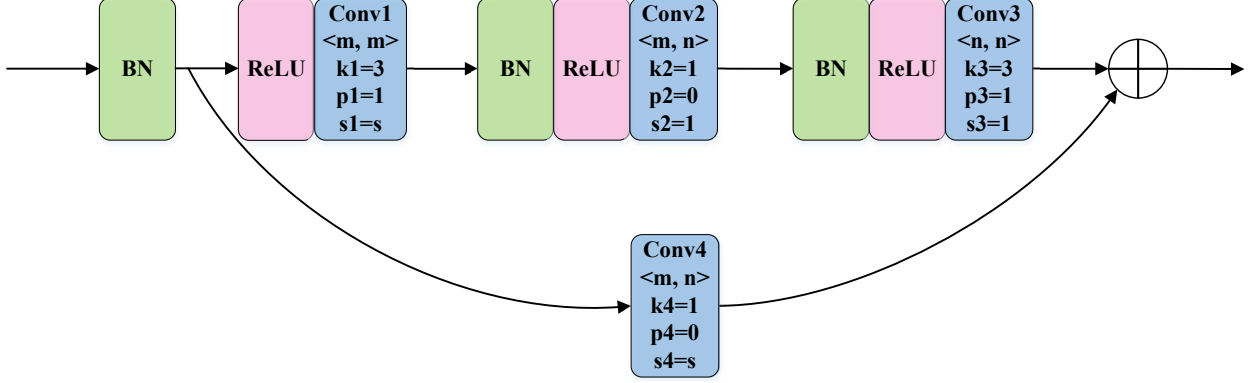 BN
ReLU
Conv1
<m, m>
k1=3
p1=1
s1=s
BN
ReLU
Conv2
<m, n>
k2=1
p2=0
s2=1
BN
ReLU
Conv3
<n, n>
k3=3
p3=1
s3=1
Conv4
<m, n>
k4=1
p4=0
s4=s